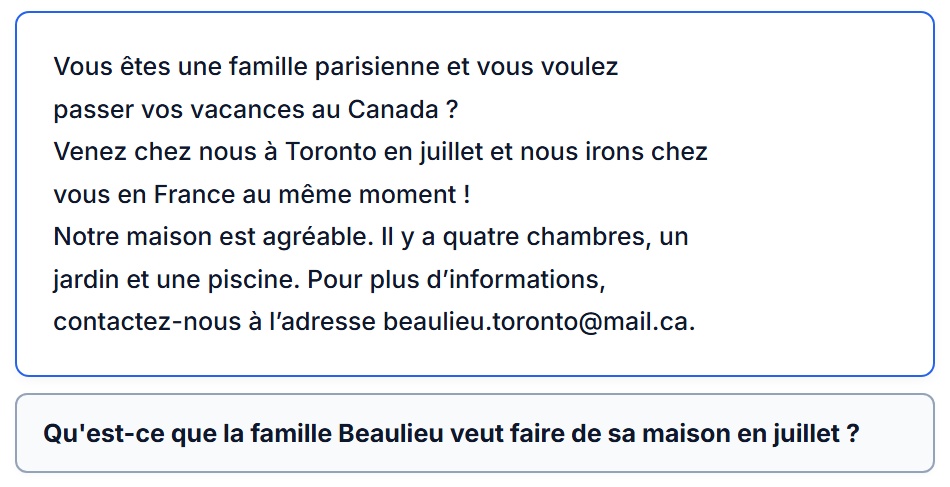 Vous êtes une famille parisienne et vous voulez
passer vos vacances au Canada ?
Venez chez nous à Toronto en juillet et nous irons chez
vous en France au même moment !
Notre maison est agréable. Il y a quatre chambres, un
jardin et une piscine. Pour plus d’informations,
contactez-nous à l’adresse beaulieu.toronto@mail.ca.
Qu'est-ce que la famille Beaulieu veut faire de sa maison en juillet ?